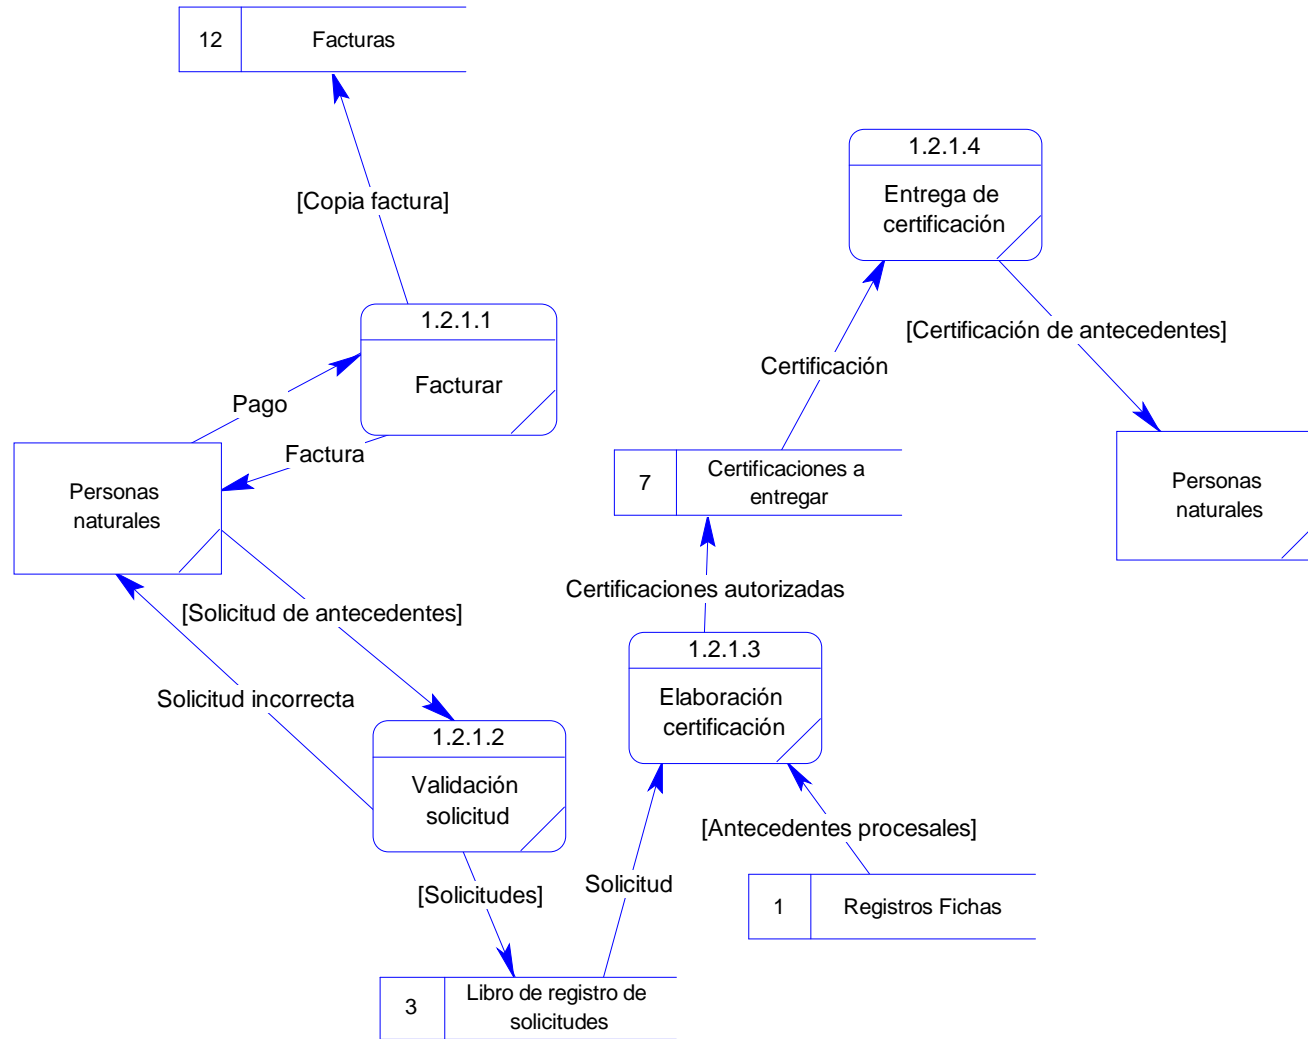 12
Facturas
1.2.1.4
Entrega de
certificación
[Copia factura]
1.2.1.1
Facturar
[Certificación de antecedentes]
Certificación
Pago
Factura
Personas
naturales
7
Certificaciones a
entregar
Personas
naturales
[Solicitud de antecedentes]
Certificaciones autorizadas
1.2.1.3
Elaboración
certificación
Solicitud incorrecta
1.2.1.2
Validación
solicitud
[Antecedentes procesales]
[Solicitudes]
Solicitud
1
Registros Fichas
3
Libro de registro de
solicitudes